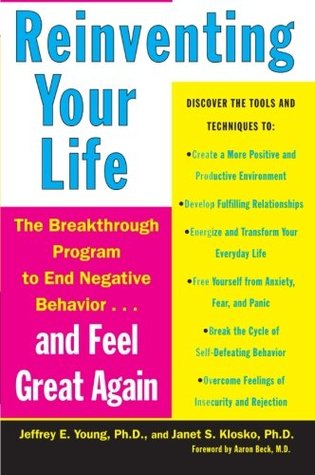 Reinventing
Your
Life
The Breakthrough
Program
to End Negative
Behavior . . .
and Feel
Great Again
DISCOVER THE TOOLS AND
TECHNIQUES TO:
•Create a More Positive and
Productive Environment
•Develop Fulfilling Relationships
•Energize and Transform Your
Everyday Life
•Free Yourself from Anxiety,
Fear, and Panic
•Break the Cycle of
Self-Defeating Behavior
•Overcome Feelings of
Insecurity and Rejection
Jeffrey E. Young, Ph.D., and Janet S. Klosko, Ph.D.
Foreword by Aaron Beck, M.D.